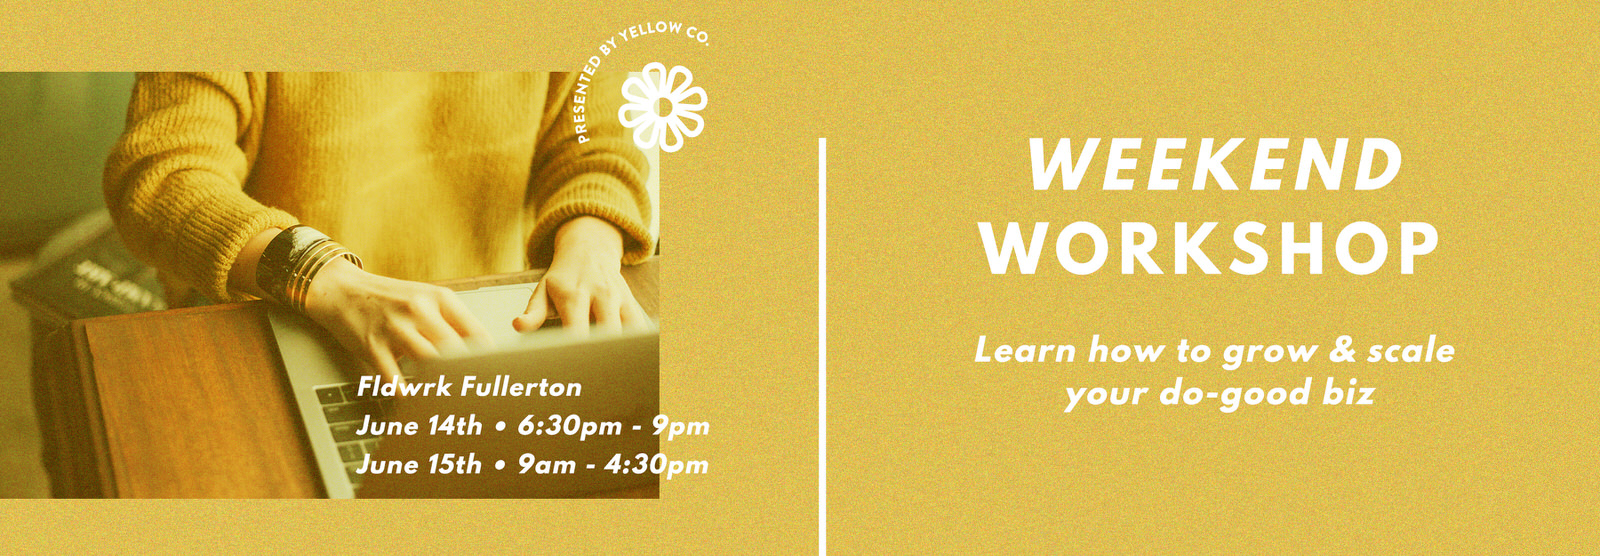 PRESENTED BY YELLOW CO.
Fldwrk Fullerton
June 14th • 6:30pm - 9pm
June 15th • 9am - 4:30pm
WEEKEND
WORKSHOP
Learn how to grow & scale
your do-good biz